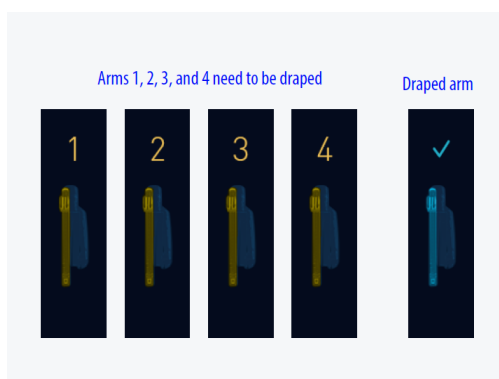 Arms 1, 2, 3, and 4 need to be draped
Draped arm
1 2 3 4